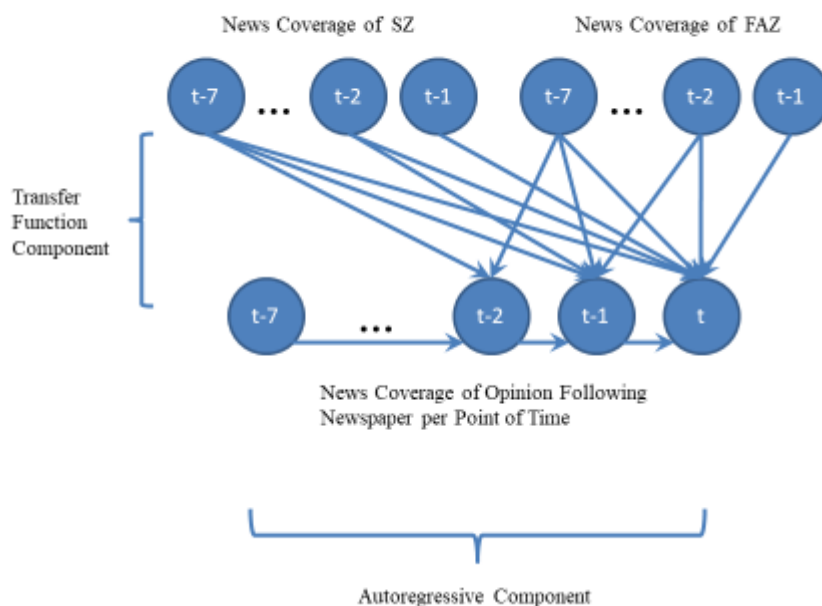 News Coverage of SZ
News Coverage of FAZ
t-7 ... t-2 t-1
t-7 ... t-2 t-1
Transfer
Function
Component
t-7 ... t-2 t-1 t
News Coverage of Opinion Following
Newspaper per Point of Time
Autoregressive Component